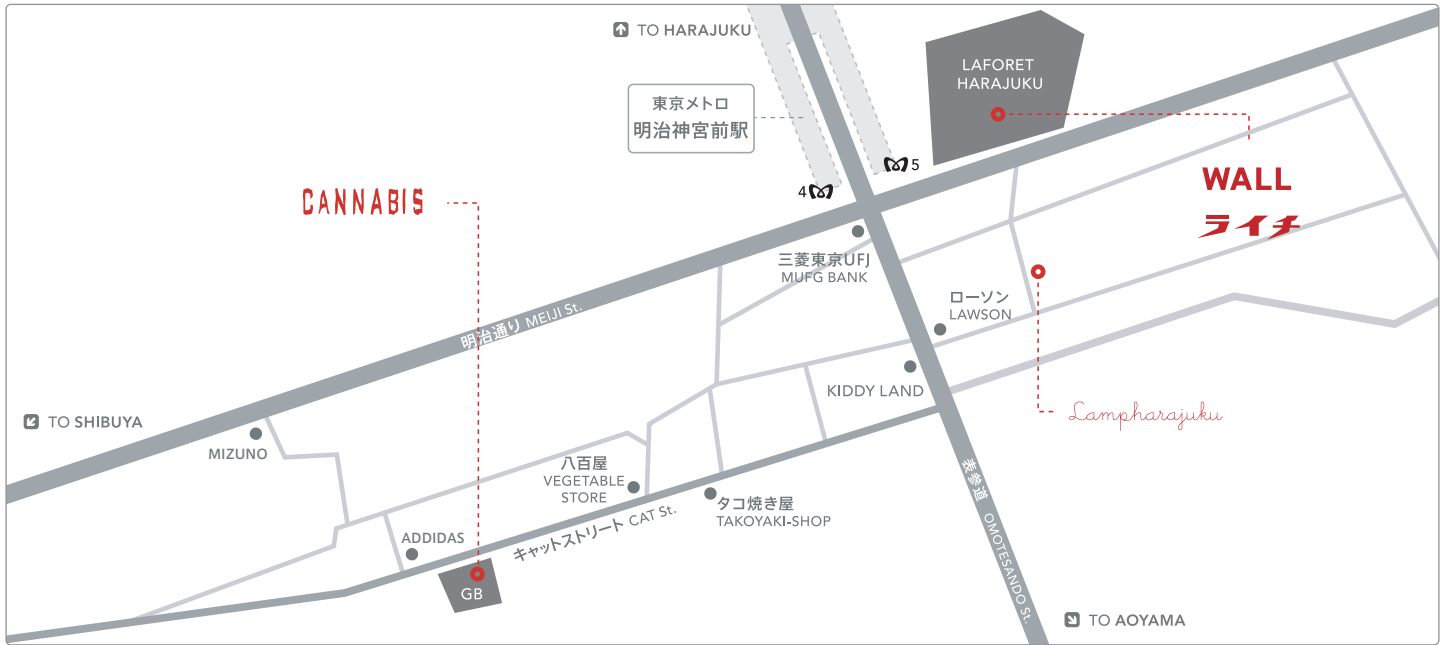 TO HARAJUKU
LAFORET
HARAJUKU
東京メトロ
明治神宮前駅
5
4
CANNABIS
WALL
ライチ
三菱東京UFJ
MUFG BANK
ローソン
LAWSON
明治通り MEIJI St.
KIDDY LAND
Lampharajuku
TO SHIBUYA
MIZUNO
八百屋
VEGETABLE
STORE
タコ焼き屋
TAKOYAKI-SHOP
キャットストリート CAT St.
表参道 OMOTESANDO St.
ADDIDAS
GB
TO AOYAMA